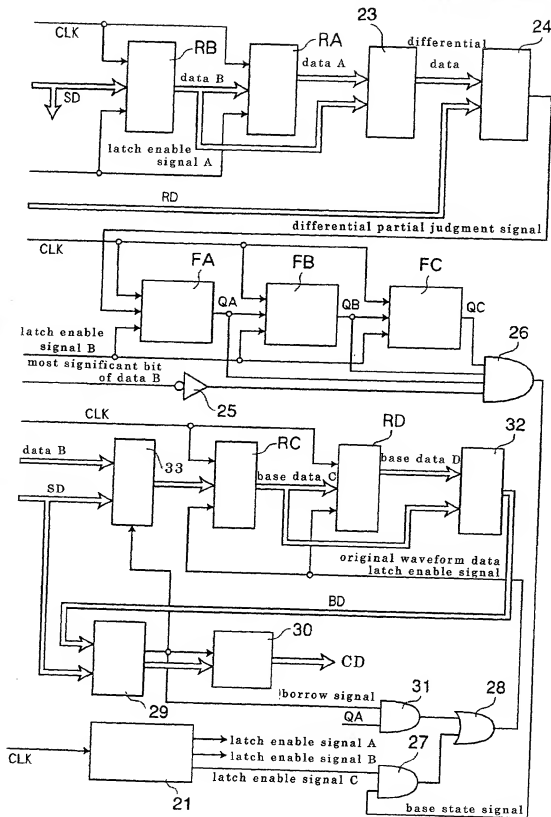 CLK
RB
RA
23
differential
24
data B
data A
data
SD
latch enable
signal A
RD
differential partial judgment signal
CLK
FA
FB
FC
QA
QB
QC
26
latch enable
signal B
most significant bit
of data B
25
CLK
RC
RD
32
data B
33
base data C
base data D
SD
original waveform data
latch enable signal
BD
30
CD
29
borrow signal
31
28
QA
27
latch enable signal A
latch enable signal B
latch enable signal C
CLK
21
base state signal